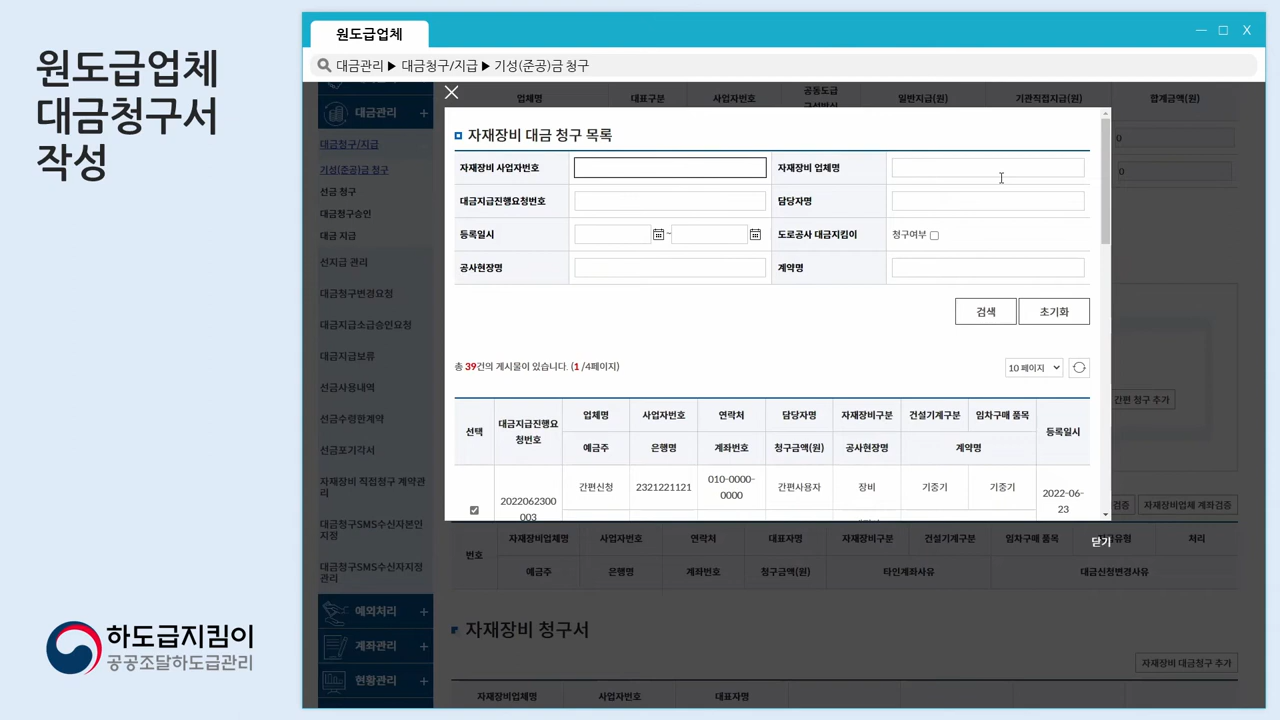 원도급업체
대금청구서
작성
하도급지킴이
공공조달하도급관리
원도급업체
— □ X
대금관리 ▶ 대금청구/지급 ▶ 기성(준공)금 청구
대금관리 +
대금청구/지급
기성(준공)금 청구
선금 청구
대금청구승인
대금 지급
선지급 관리
대금청구변경요청
대금지급소급승인요청
대금지급보류
선금사용내역
선금수령한계약
선금포기각서
자재장비 직접청구 계약관
리
대금청구SMS수신자본인
지정
대금청구SMS수신자지정
관리
예외처리 +
계좌관리 +
현황관리 +
업체명 대표구분 사업자번호 공동도급 일반지급(원) 기관직접지급(원) 합계금액(원)
0
0
자재장비 대금 청구 목록
자재장비 사업자번호 자재장비 업체명
대금지급진행요청번호 담당자명
등록일시 ~ 도로공사 대금지킴이 청구여부
공사현장명 계약명
검색 초기화
총 39건의 게시물이 있습니다. (1 /4페이지) 10 페이지
선택 대금지급진행요
청번호 업체명 사업자번호 연락처 담당자명 자재장비구분 건설기계구분 임차구매 품목 등록일시
예금주 은행명 계좌번호 청구금액(원) 공사현장명 계약명
2022062300
003 간편신청 2321221121 010-0000-
0000 간편사용자 장비 기중기 기중기 2022-06-
23
간편 청구 추가
검증 자재장비업체 계좌검증
닫기
번호 자재장비업체명 사업자번호 연락처 대표자명 자재장비구분 건설기계구분 임차구매 품목 유형 처리
예금주 은행명 계좌번호 청구금액(원) 타인계좌사유 대금신청변경사유
자재장비 청구서
자재장비 대금청구 추가
자재장비업체명 사업자번호 대표자명